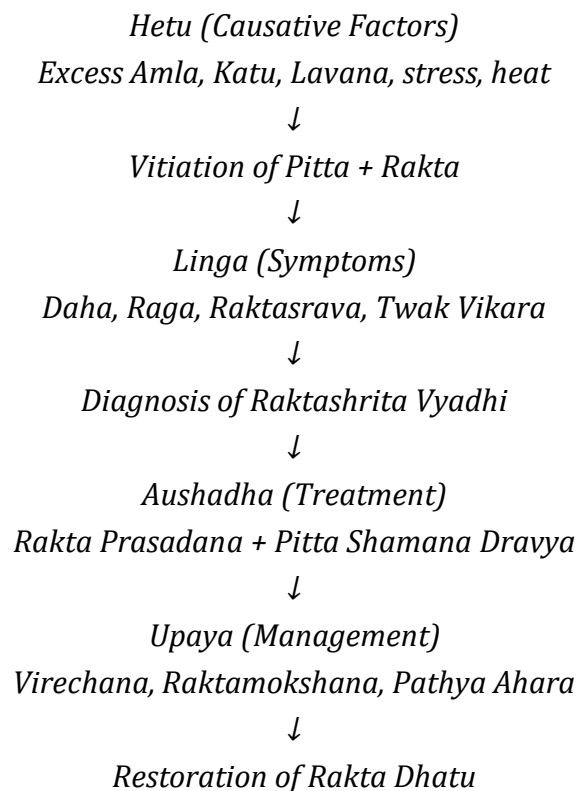 Hetu (Causative Factors)
Excess Amla, Katu, Lavana, stress, heat
↓
Vitiation of Pitta + Rakta
↓
Linga (Symptoms)
Daha, Raga, Raktasrava, Twak Vikara
↓
Diagnosis of Raktashrita Vyadhi
↓
Aushadha (Treatment)
Rakta Prasadana + Pitta Shamana Dravya
↓
Upaya (Management)
Virechana, Raktamokshana, Pathya Ahara
↓
Restoration of Rakta Dhatu